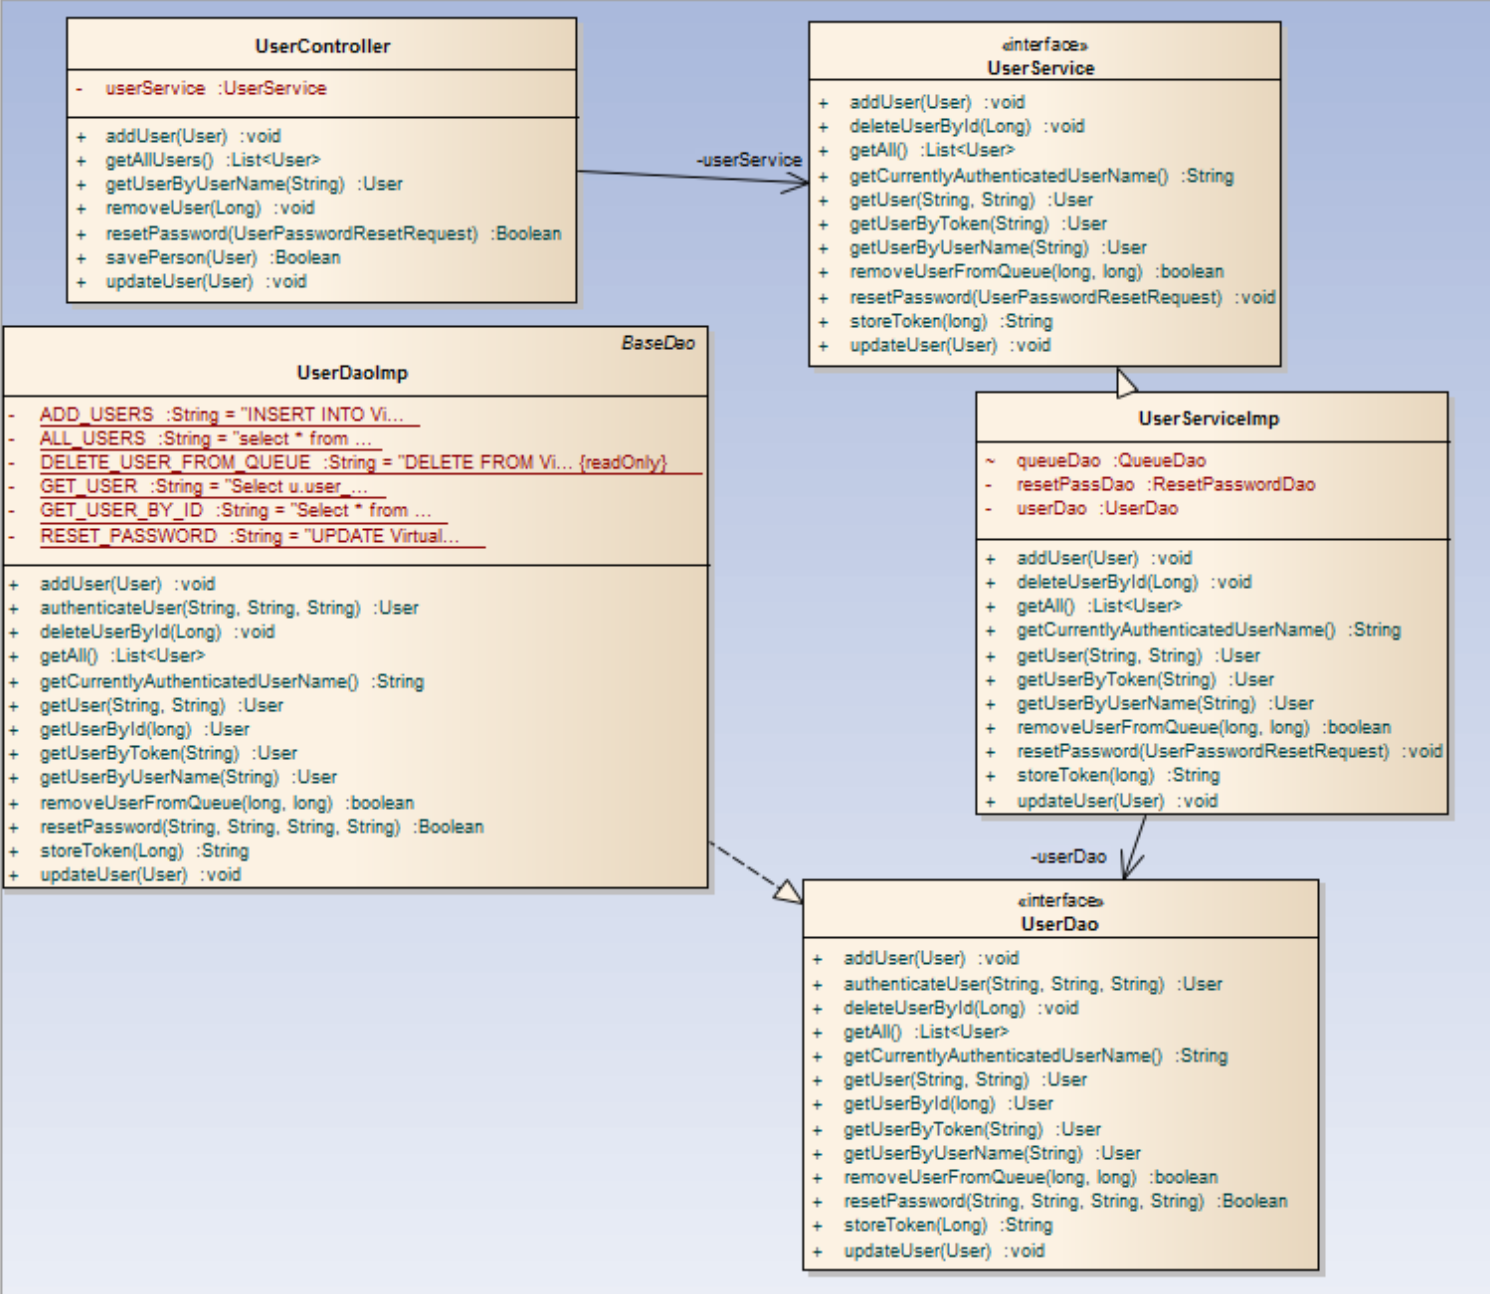 UserController
- userService :UserService
+ addUser(User) :void
+ getAllUsers() :List<User>
+ getUserByUserName(String) :User
+ removeUser(Long) :void
+ resetPassword(UserPasswordResetRequest) :Boolean
+ savePerson(User) :Boolean
+ updateUser(User) :void
-userService
«interface»
UserService
+ addUser(User) :void
+ deleteUserById(Long) :void
+ getAll() :List<User>
+ getCurrentlyAuthenticatedUserName() :String
+ getUser(String, String) :User
+ getUserByToken(String) :User
+ getUserByUserName(String) :User
+ removeUserFromQueue(long, long) :boolean
+ resetPassword(UserPasswordResetRequest) :void
+ storeToken(long) :String
+ updateUser(User) :void
BaseDao
UserDaoImp
- ADD_USERS :String = "INSERT INTO Vi...
- ALL_USERS :String = "select * from ...
- DELETE_USER_FROM_QUEUE :String = "DELETE FROM Vi... {readOnly}
- GET_USER :String = "Select u.user_...
- GET_USER_BY_ID :String = "Select * from ...
- RESET_PASSWORD :String = "UPDATE Virtual...
+ addUser(User) :void
+ authenticateUser(String, String, String) :User
+ deleteUserById(Long) :void
+ getAll() :List<User>
+ getCurrentlyAuthenticatedUserName() :String
+ getUser(String, String) :User
+ getUserById(long) :User
+ getUserByToken(String) :User
+ getUserByUserName(String) :User
+ removeUserFromQueue(long, long) :boolean
+ resetPassword(String, String, String, String) :Boolean
+ storeToken(Long) :String
+ updateUser(User) :void
UserServiceImp
~ queueDao :QueueDao
- resetPassDao :ResetPasswordDao
- userDao :UserDao
+ addUser(User) :void
+ deleteUserById(Long) :void
+ getAll() :List<User>
+ getCurrentlyAuthenticatedUserName() :String
+ getUser(String, String) :User
+ getUserByToken(String) :User
+ getUserByUserName(String) :User
+ removeUserFromQueue(long, long) :boolean
+ resetPassword(UserPasswordResetRequest) :void
+ storeToken(long) :String
+ updateUser(User) :void
-userDao
«interface»
UserDao
+ addUser(User) :void
+ authenticateUser(String, String, String) :User
+ deleteUserById(Long) :void
+ getAll() :List<User>
+ getCurrentlyAuthenticatedUserName() :String
+ getUser(String, String) :User
+ getUserById(long) :User
+ getUserByToken(String) :User
+ getUserByUserName(String) :User
+ removeUserFromQueue(long, long) :boolean
+ resetPassword(String, String, String, String) :Boolean
+ storeToken(Long) :String
+ updateUser(User) :void